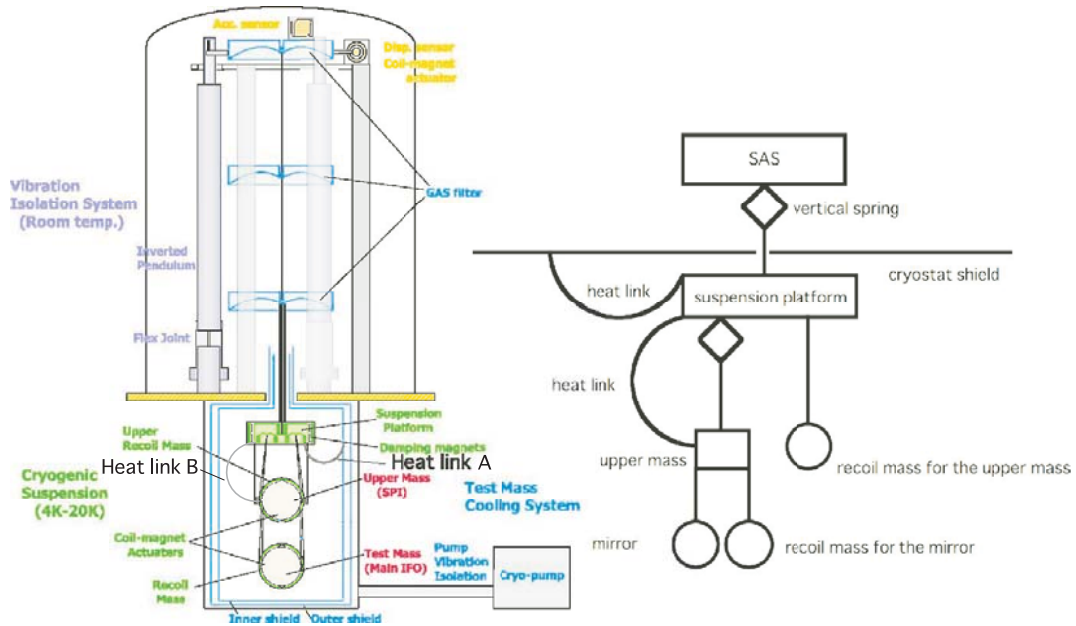 Acc. sensor
Disp. sensor
Coil-magnet
actuator
Vibration
Isolation System
(Room temp.)
GAS filter
Inverted
Pendulum
Flex Joint
Suspension
Platform
Damping magnets
Upper
Recoil Mass
Heat link B
Heat link A
Cryogenic
Suspension
(4K-20K)
Upper Mass
(SPI)
Test Mass
Cooling System
Coil-magnet
Actuators
Test Mass
(Main IFO)
Pump
Vibration
Isolation
Cryo-pump
Recoil
Mass
Inner shield
Outer shield
SAS
vertical spring
cryostat shield
heat link
suspension platform
heat link
upper mass
recoil mass for the upper mass
mirror
recoil mass for the mirror